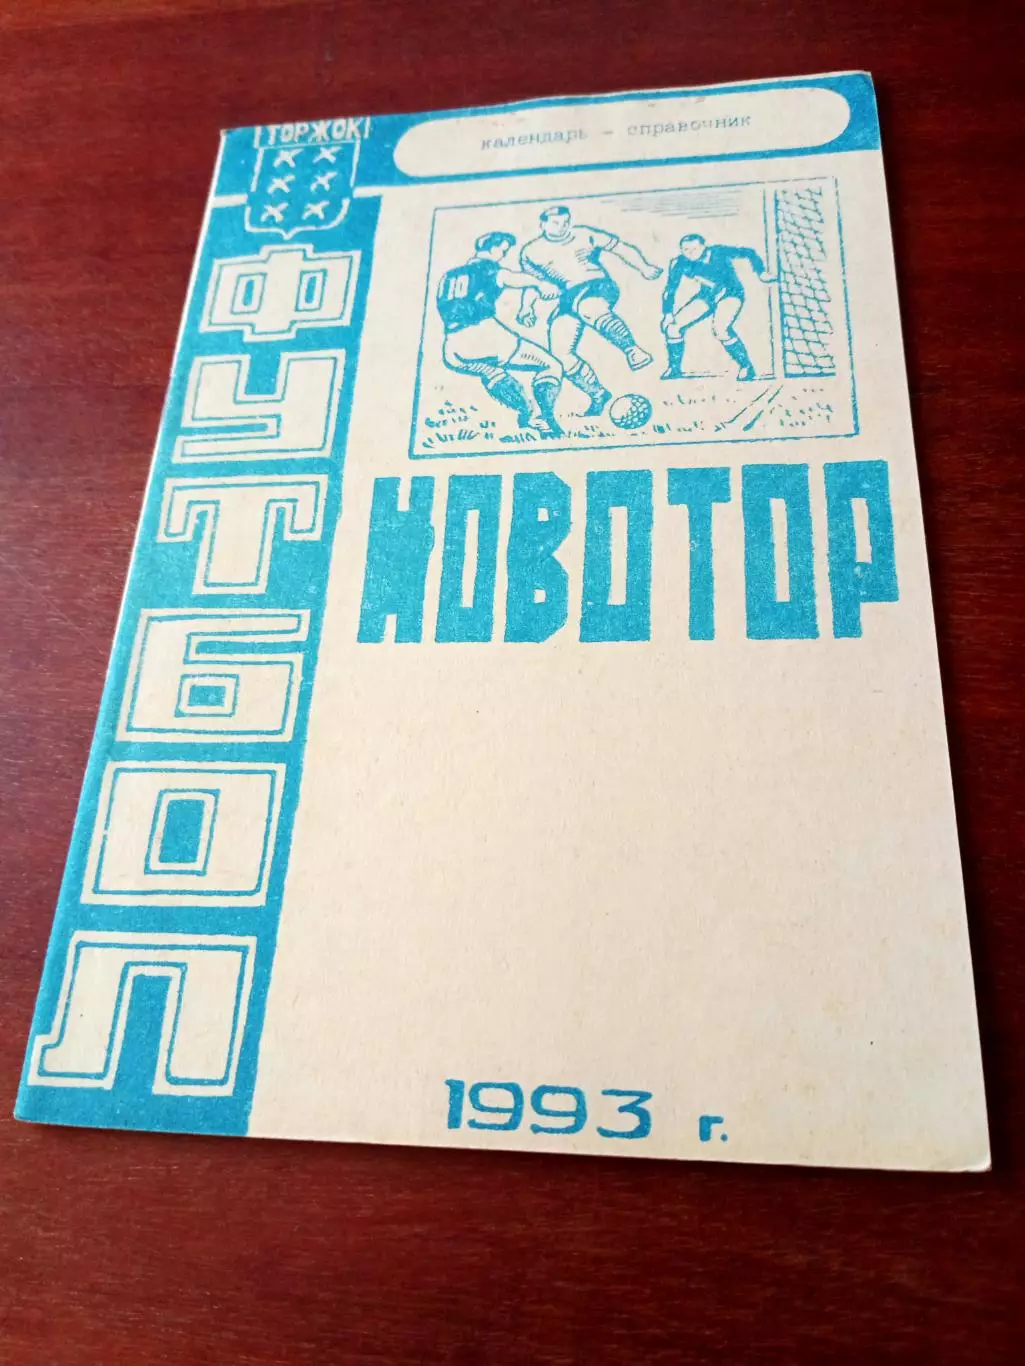 ТОРЖОК
календарь - справочник
ФУТБОЛ
10
НОВОТОР
1993 г.